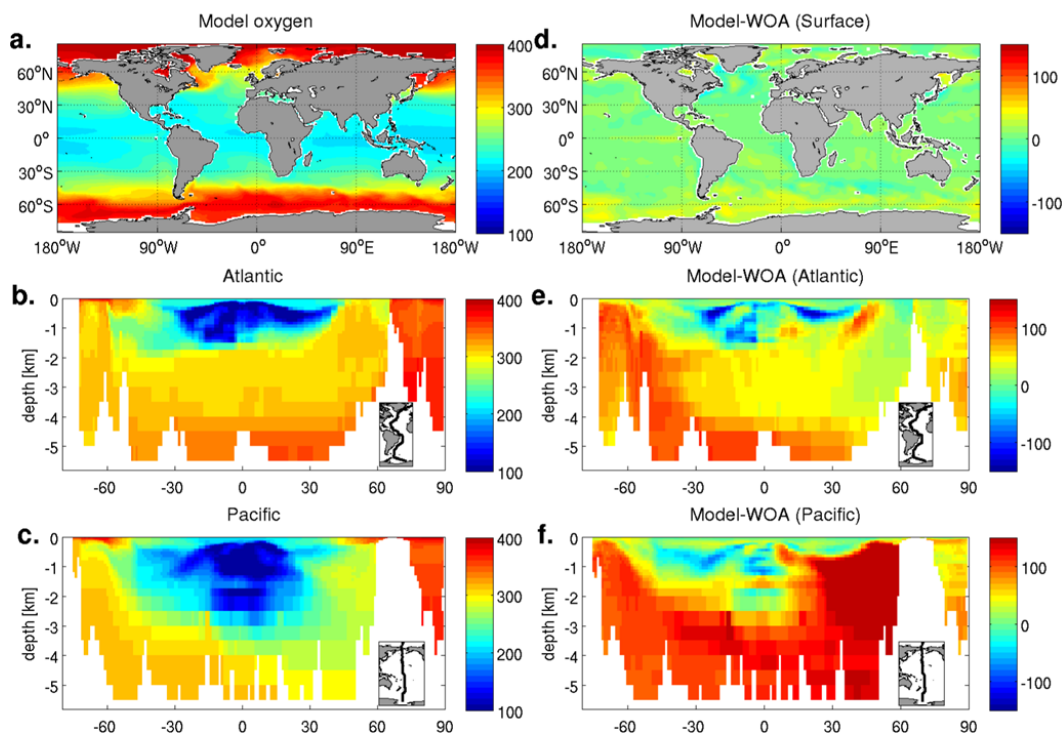 a.
Model oxygen
60°N
30°N
0°
30°S
60°S
180°W
90°W
0°
90°E
180°W
400
300
200
100
d.
Model-WOA (Surface)
60°N
30°N
0°
30°S
60°S
180°W
90°W
0°
90°E
180°W
100
0
-100
b.
Atlantic
depth [km]
0
-1
-2
-3
-4
-5
-60
-30
0
30
60
90
400
300
200
100
e.
Model-WOA (Atlantic)
depth [km]
0
-1
-2
-3
-4
-5
-60
-30
0
30
60
90
100
0
-100
c.
Pacific
depth [km]
0
-1
-2
-3
-4
-5
-60
-30
0
30
60
90
400
300
200
100
f.
Model-WOA (Pacific)
depth [km]
0
-1
-2
-3
-4
-5
-60
-30
0
30
60
90
100
0
-100